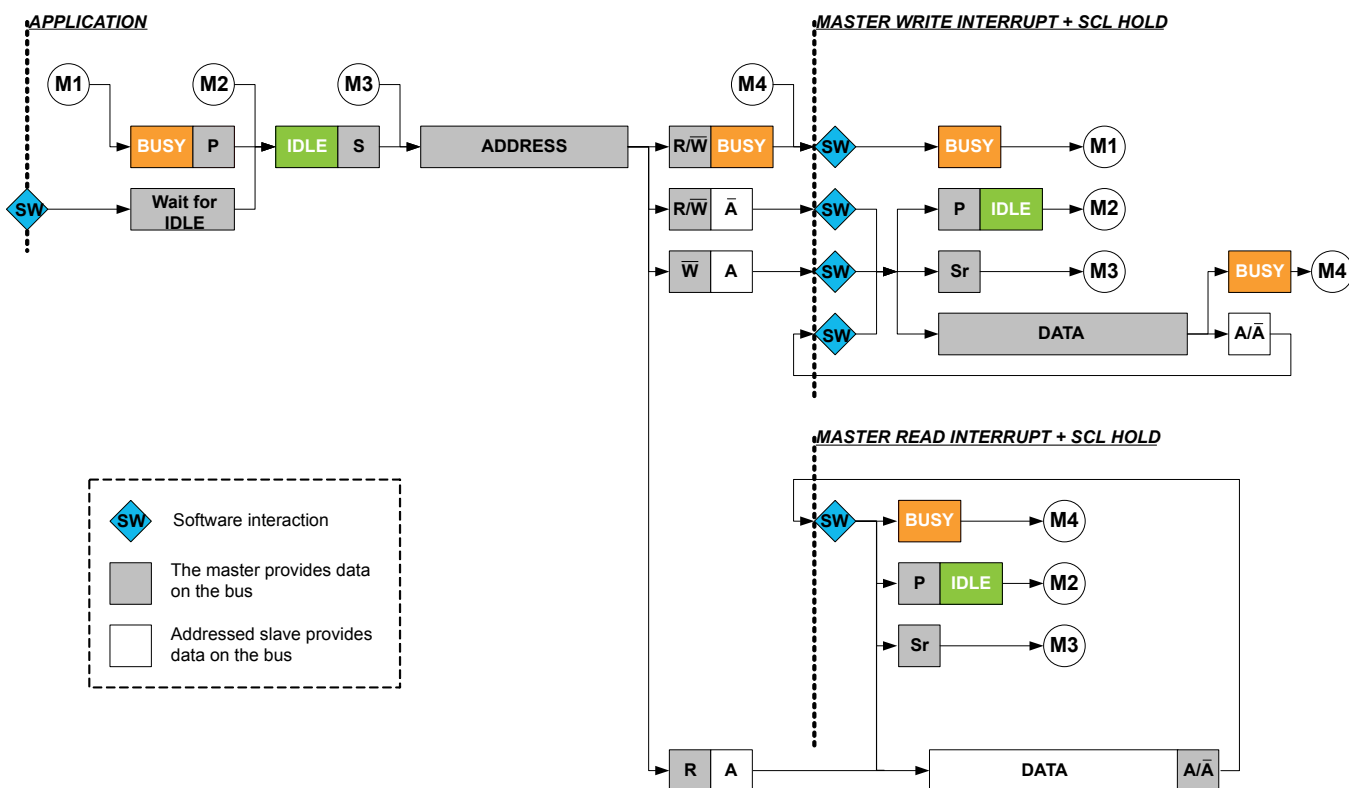 APPLICATION
MASTER WRITE INTERRUPT + SCL HOLD
M1
M2
M3
M4
BUSY P
IDLE S
ADDRESS
R/W̅ BUSY
SW
BUSY
M1
SW
Wait for
IDLE
R/W̅ A̅
SW
P IDLE
M2
W̅ A
SW
Sr
M3
BUSY
M4
SW
DATA
A/A̅
MASTER READ INTERRUPT + SCL HOLD
SW
Software interaction
The master provides data
on the bus
Addressed slave provides
data on the bus
SW
BUSY
M4
P IDLE
M2
Sr
M3
R A
DATA
A/A̅